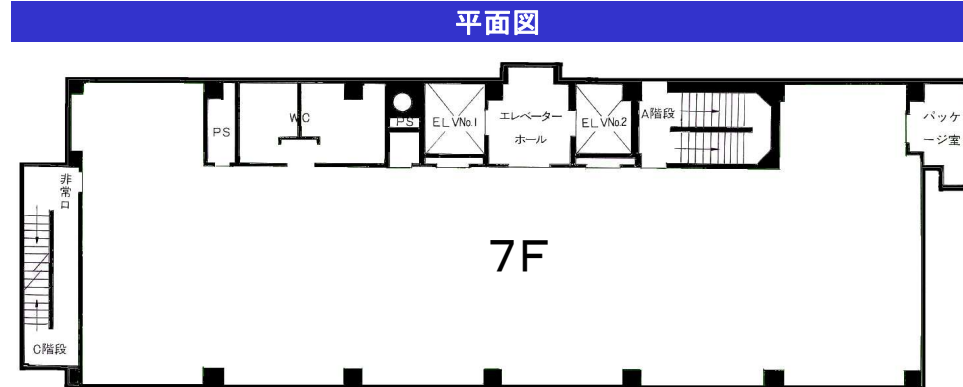 平面図
PS
WC
PS
ELVNo.1
エレベーター
ホール
ELVNo.2
A階段
パッケ
ージ室
非常口
7F
C階段